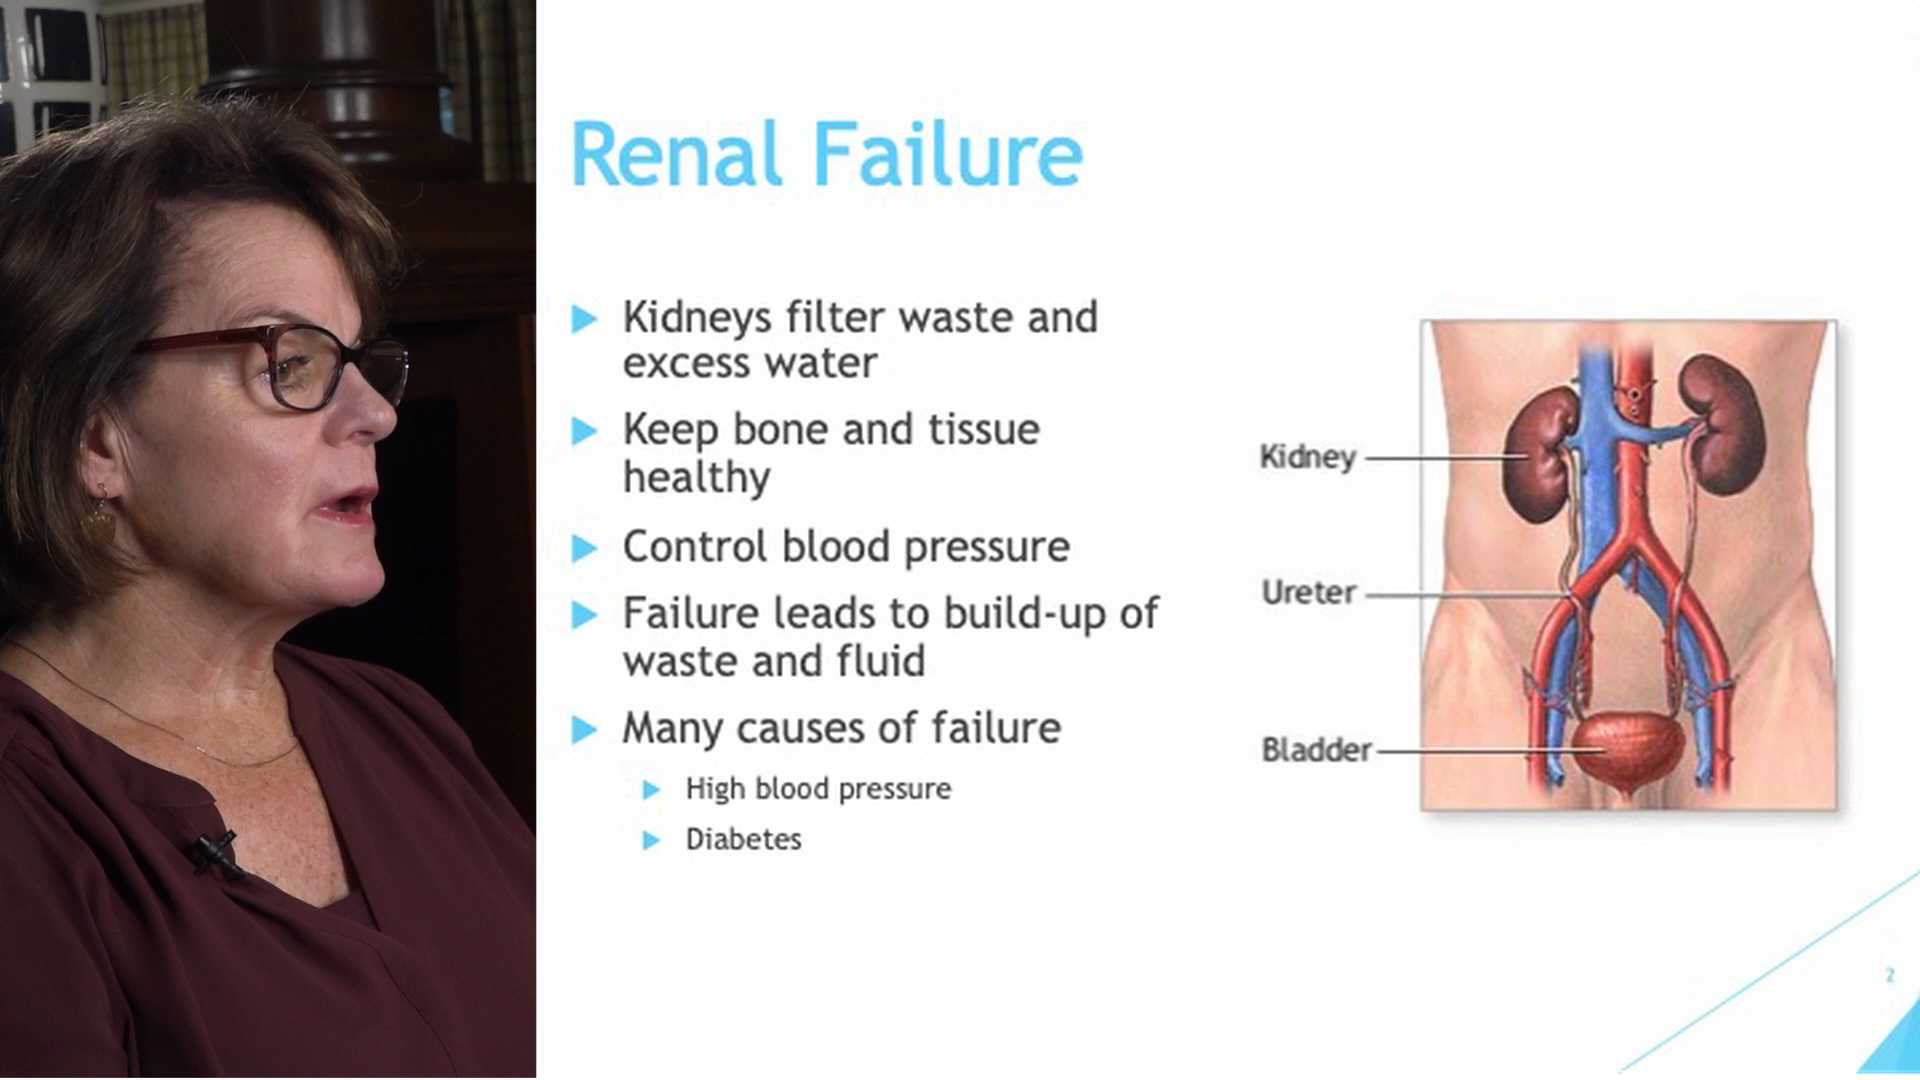 Renal Failure
Kidneys filter waste and
excess water
Keep bone and tissue
healthy
Control blood pressure
Failure leads to build-up of
waste and fluid
Many causes of failure
High blood pressure
Diabetes
Kidney
Ureter
Bladder
2